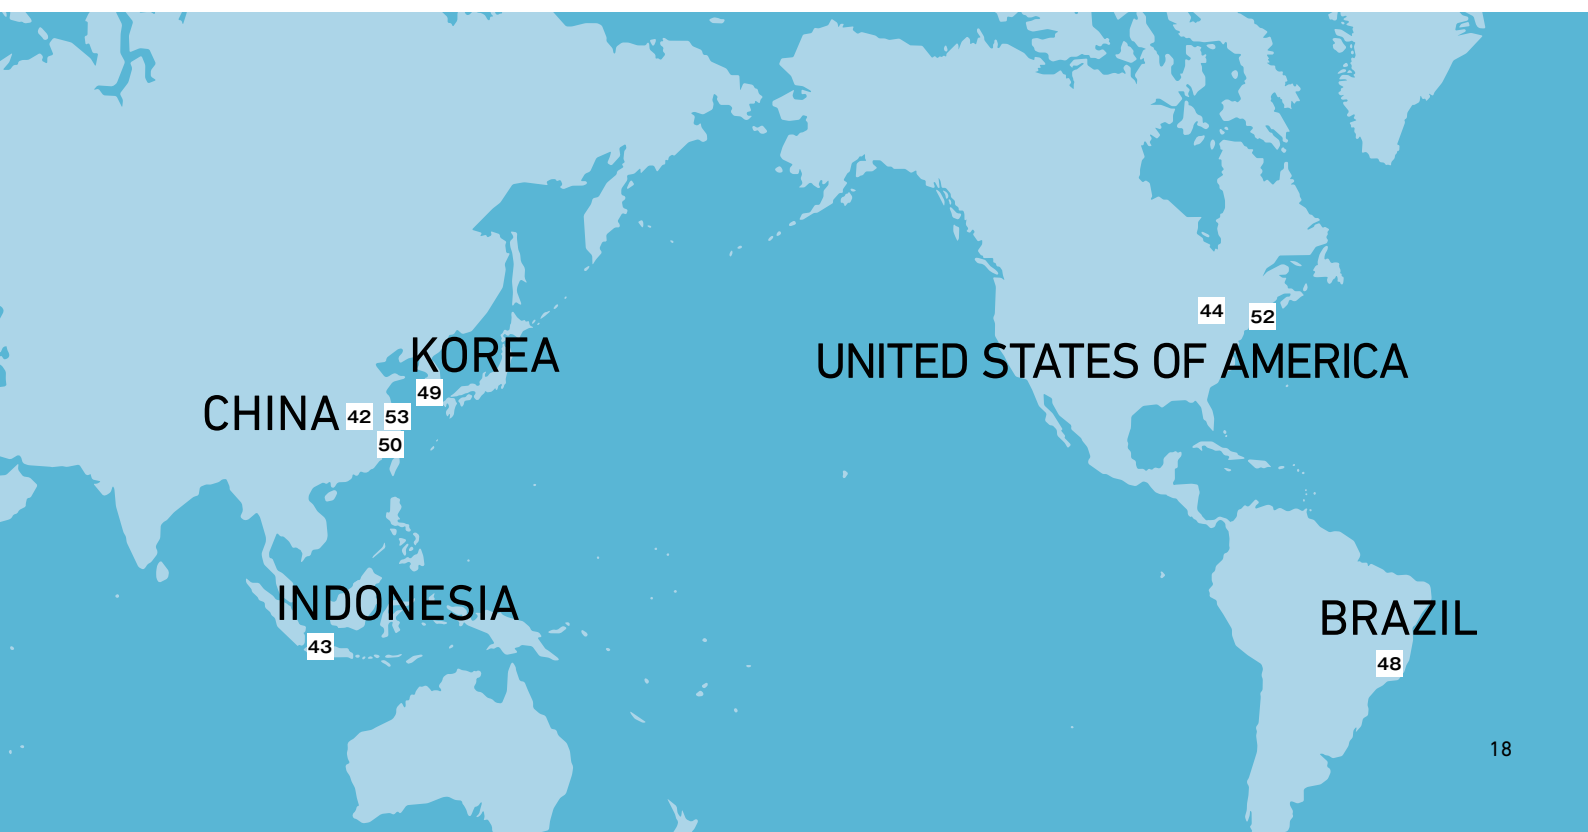 44
52
KOREA
UNITED STATES OF AMERICA
49
CHINA 42 53
50
INDONESIA
43
BRAZIL
48
18